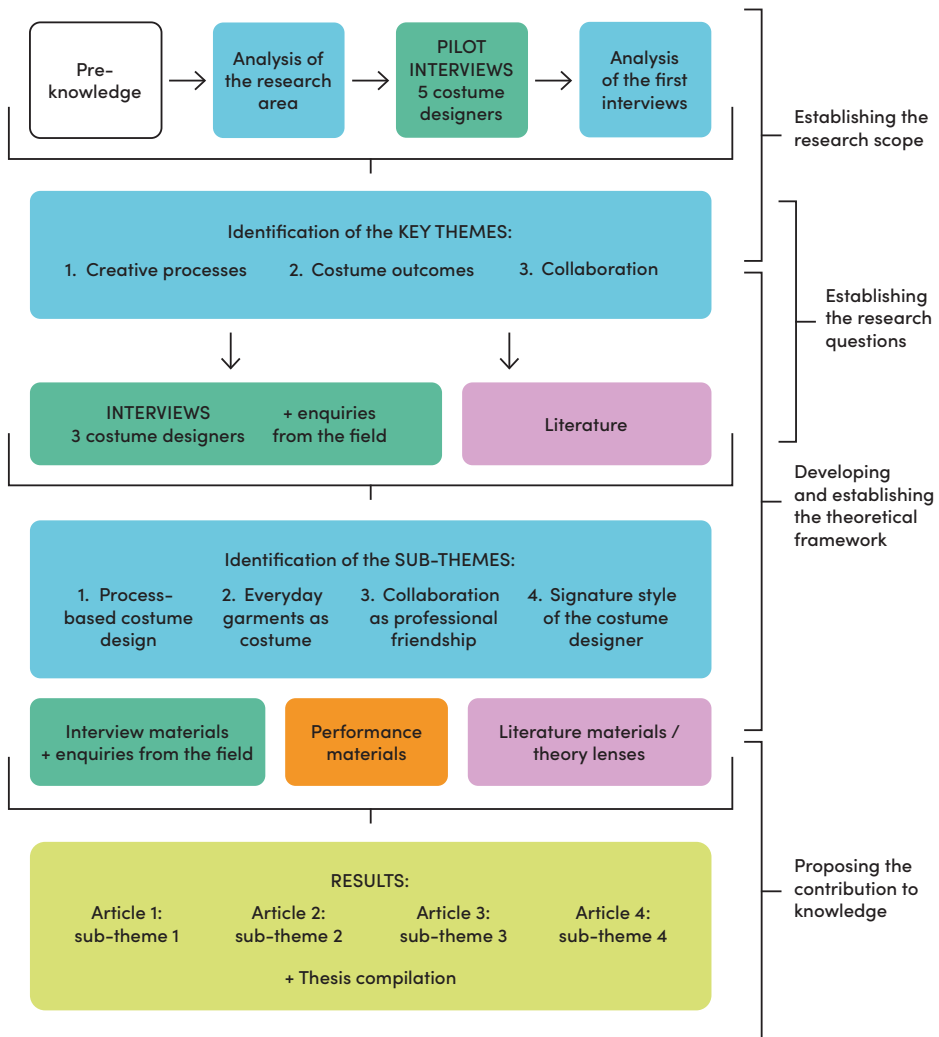 Pre-
knowledge
Analysis of
the research
area
PILOT
INTERVIEWS
5 costume
designers
Analysis
of the first
interviews
Establishing the
research scope
Identification of the KEY THEMES:
1. Creative processes
2. Costume outcomes
3. Collaboration
Establishing
the research
questions
INTERVIEWS
3 costume designers
+ enquiries
from the field
Literature
Developing
and establishing
the theoretical
framework
Identification of the SUB-THEMES:
1. Process-
based costume
design
2. Everyday
garments as
costume
3. Collaboration
as professional
friendship
4. Signature style
of the costume
designer
Interview materials
+ enquiries from the field
Performance
materials
Literature materials /
theory lenses
Proposing the
contribution to
knowledge
RESULTS:
Article 1:
sub-theme 1
Article 2:
sub-theme 2
Article 3:
sub-theme 3
Article 4:
sub-theme 4
+ Thesis compilation